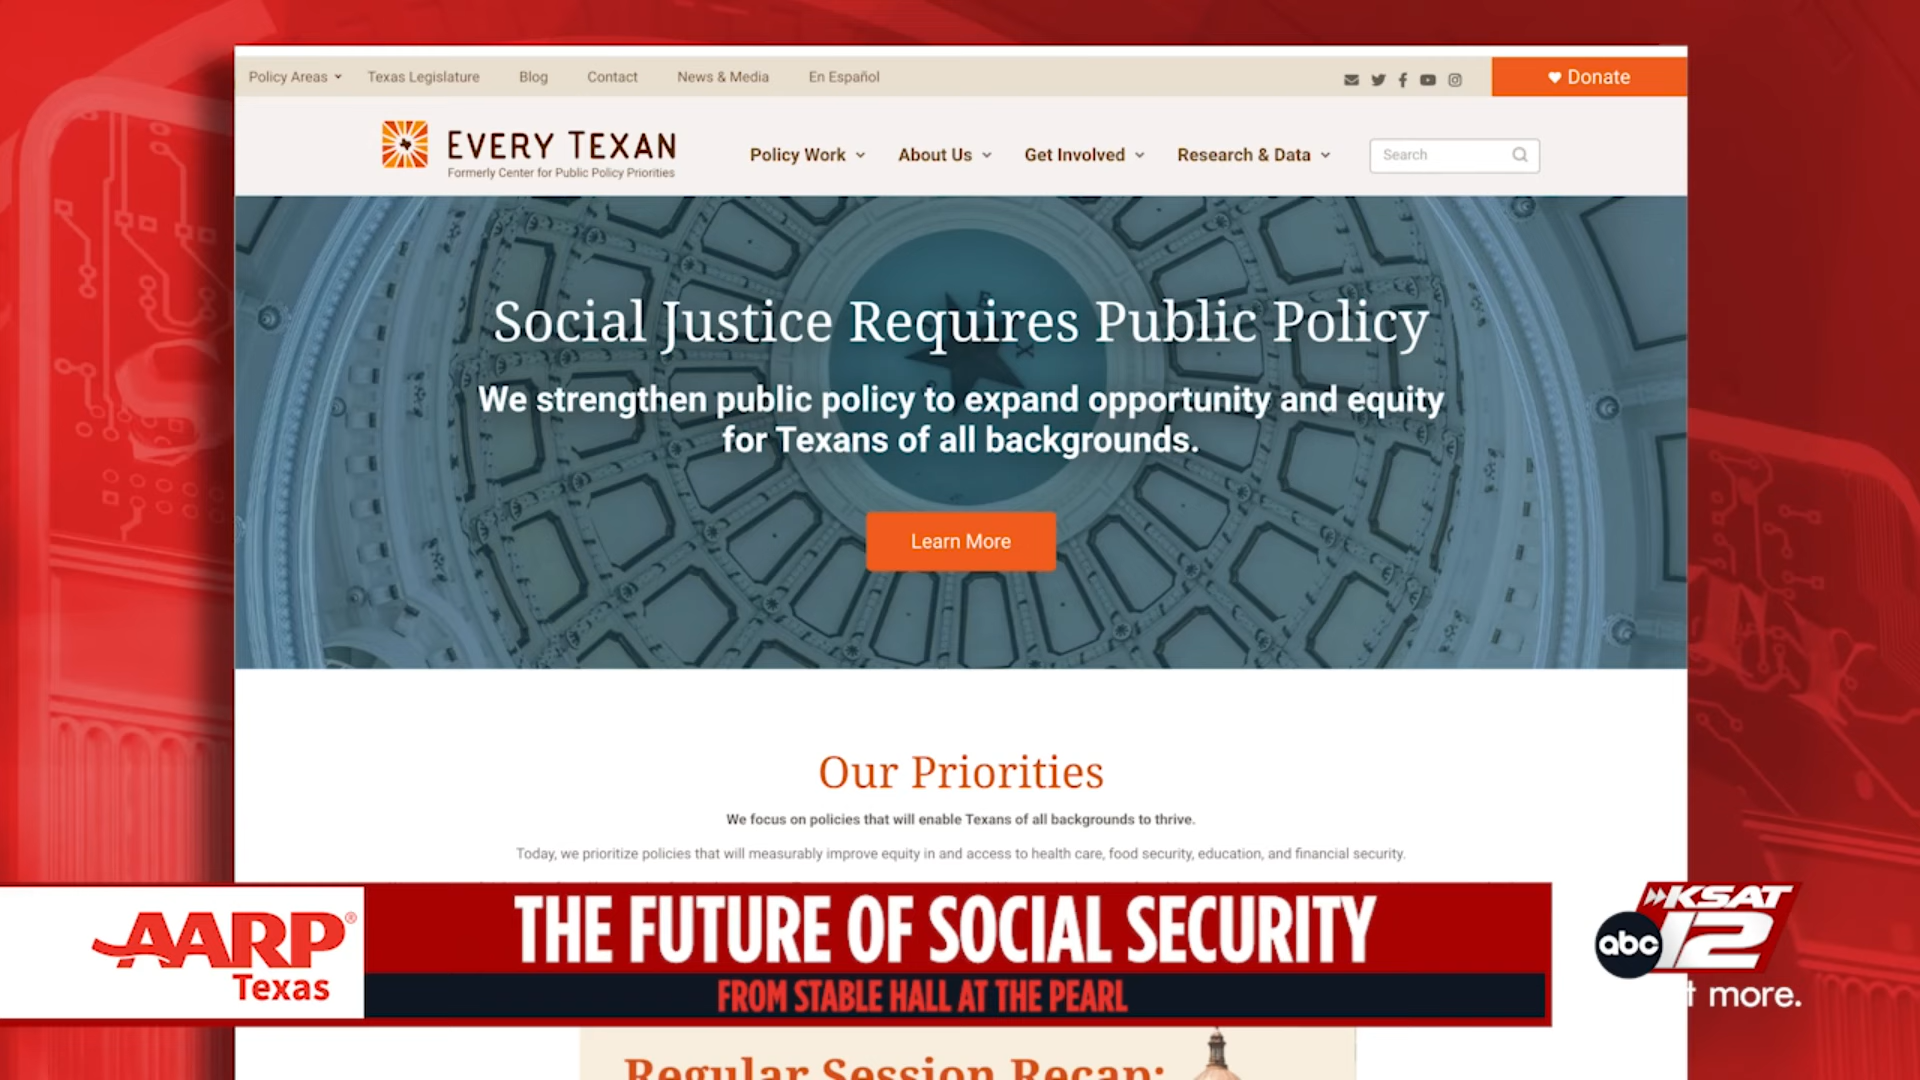 Policy Areas Texas Legislature Blog Contact News & Media En Español Donate
EVERY TEXAN
Formerly Center for Public Policy Priorities
Policy Work About Us Get Involved Research & Data Search
Social Justice Requires Public Policy
We strengthen public policy to expand opportunity and equity
for Texans of all backgrounds.
Learn More
Our Priorities
We focus on policies that will enable Texans of all backgrounds to thrive.
Today, we prioritize policies that will measurably improve equity in and access to health care, food security, education, and financial security.
AARP®
Texas
THE FUTURE OF SOCIAL SECURITY
FROM STABLE HALL AT THE PEARL
KSAT
abc 12
t more.
Regular Session Recap: